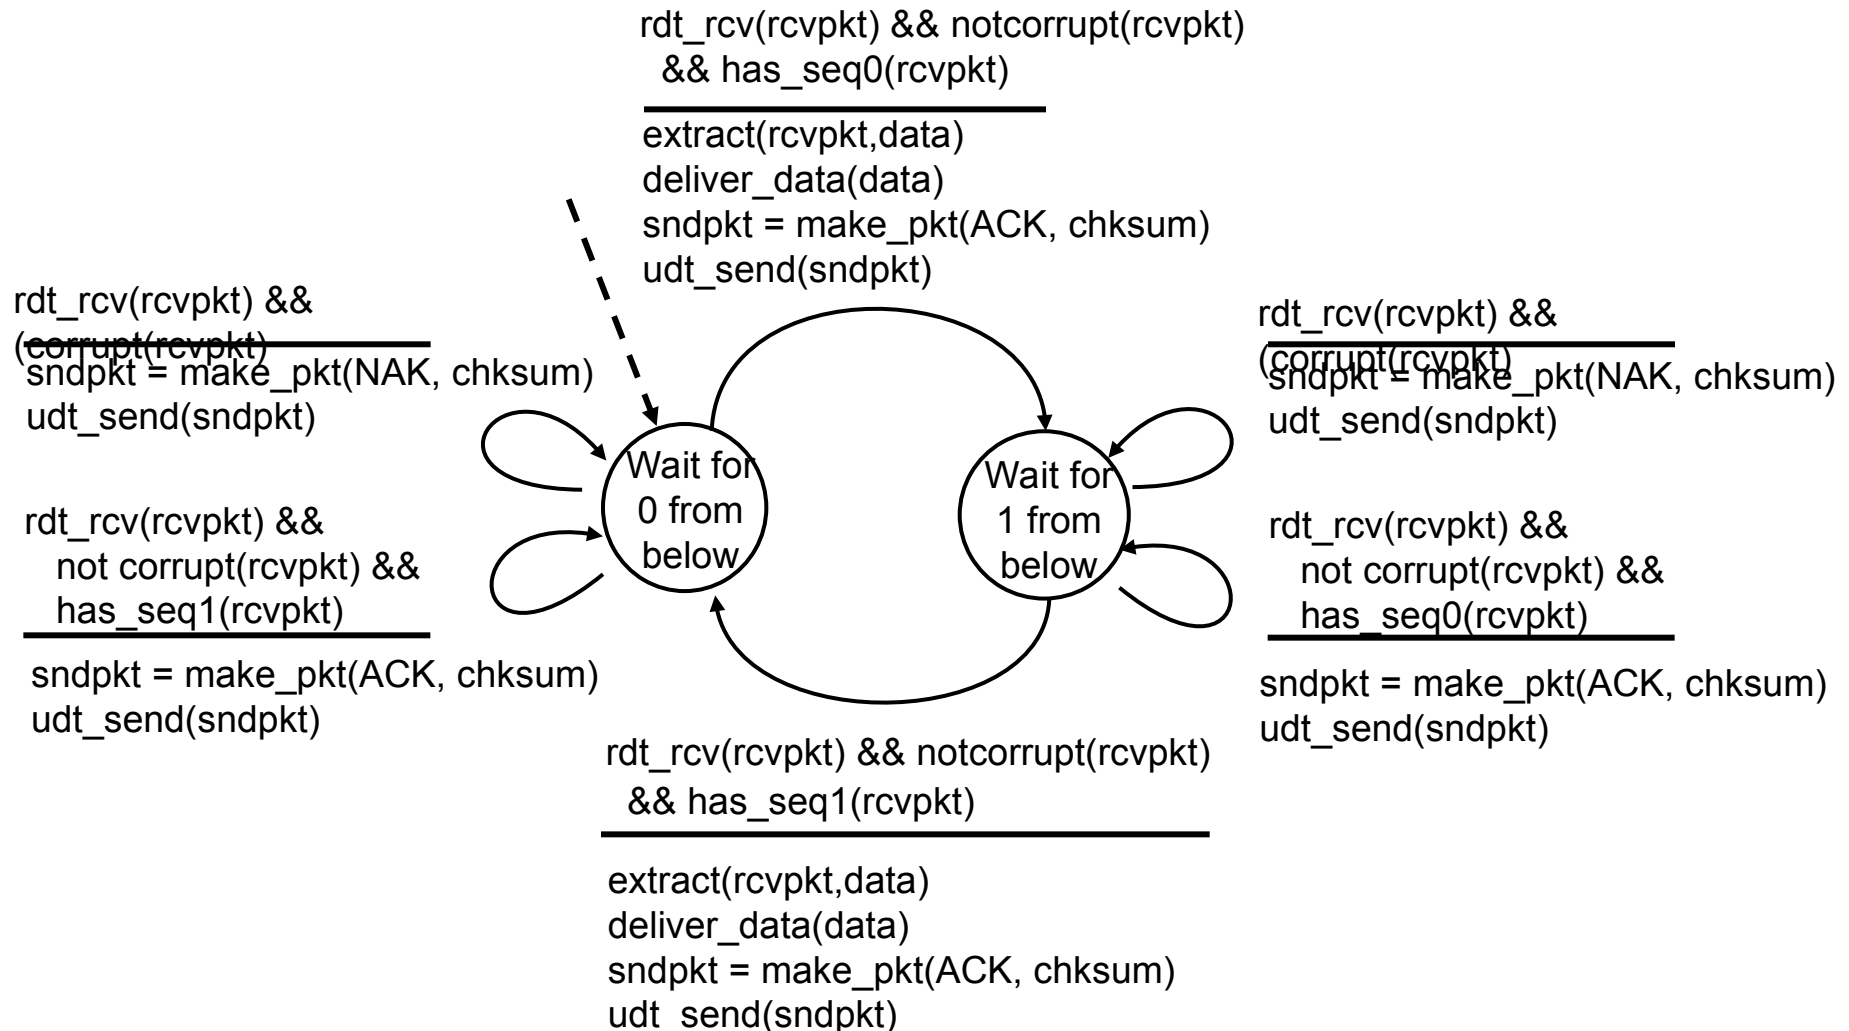 rdt_rcv(rcvpkt) && notcorrupt(rcvpkt)
&& has_seq0(rcvpkt)
extract(rcvpkt,data)
deliver_data(data)
sndpkt = make_pkt(ACK, chksum)
udt_send(sndpkt)
rdt_rcv(rcvpkt) &&
(corrupt(rcvpkt)
sndpkt = make_pkt(NAK, chksum)
udt_send(sndpkt)
rdt_rcv(rcvpkt) &&
not corrupt(rcvpkt) &&
has_seq1(rcvpkt)
sndpkt = make_pkt(ACK, chksum)
udt_send(sndpkt)
Wait for
0 from
below
Wait for
1 from
below
rdt_rcv(rcvpkt) &&
(corrupt(rcvpkt)
sndpkt = make_pkt(NAK, chksum)
udt_send(sndpkt)
rdt_rcv(rcvpkt) &&
not corrupt(rcvpkt) &&
has_seq0(rcvpkt)
sndpkt = make_pkt(ACK, chksum)
udt_send(sndpkt)
rdt_rcv(rcvpkt) && notcorrupt(rcvpkt)
&& has_seq1(rcvpkt)
extract(rcvpkt,data)
deliver_data(data)
sndpkt = make_pkt(ACK, chksum)
udt_send(sndpkt)